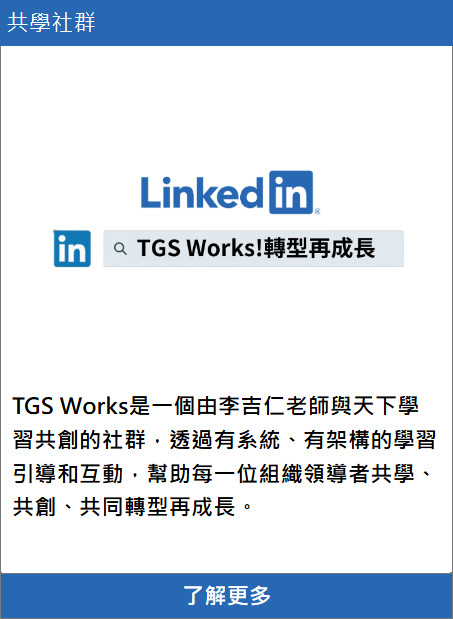 共學社群
Linked in®
in TGS Works!轉型再成長
TGS Works是一個由李吉仁老師與天下學
習共創的社群，透過有系統、有架構的學習
引導和互動，幫助每一位組織領導者共學、
共創、共同轉型再成長。
了解更多